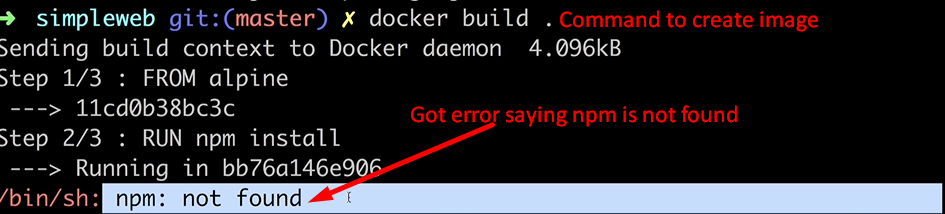 ➜ simpleweb git:(master) ✗ docker build . Command to create image
Sending build context to Docker daemon 4.096kB
Step 1/3 : FROM alpine
---> 11cd0b38bc3c
Got error saying npm is not found
Step 2/3 : RUN npm install
---> Running in bb76a146e906
/bin/sh: npm: not found